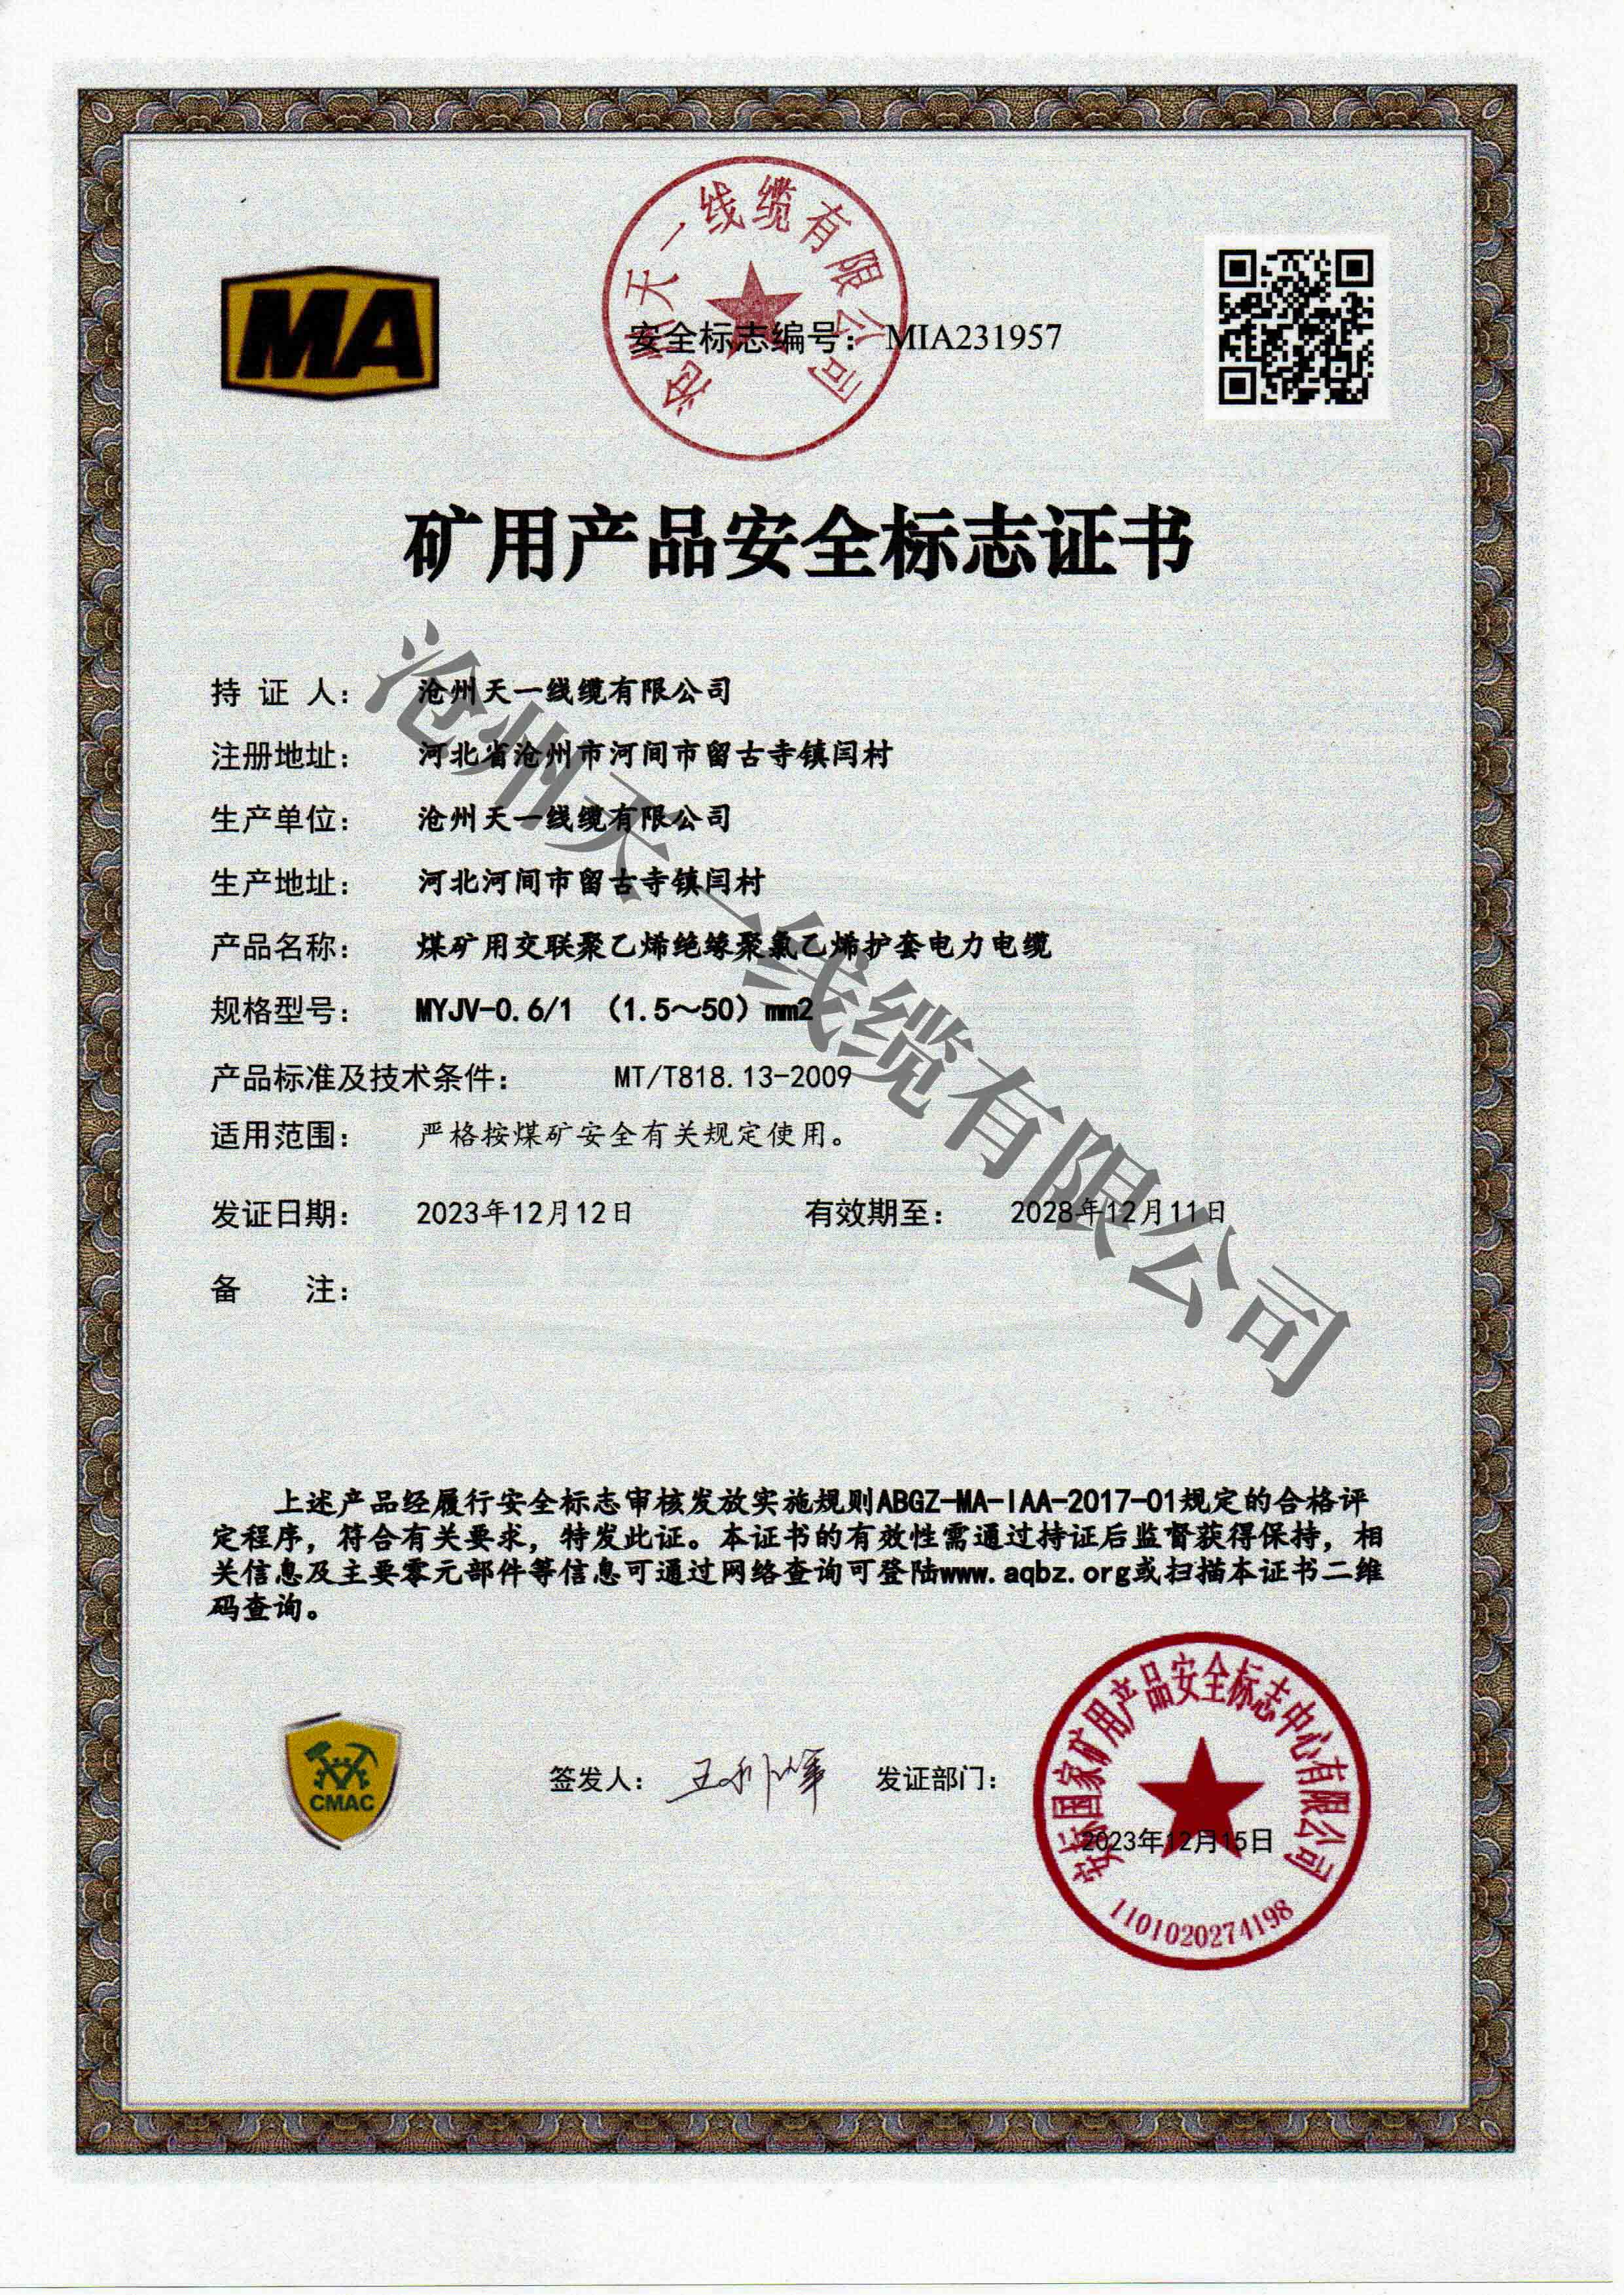 沧州天一线缆有限公司
MA
安全标志编号： MIA231957
矿用产品安全标志证书
持 证 人： 沧州天一线缆有限公司
注册地址： 河北省沧州市河间市留古寺镇闫村
生产单位： 沧州天一线缆有限公司
生产地址： 河北河间市留古寺镇闫村
产品名称： 煤矿用交联聚乙烯绝缘聚氯乙烯护套电力电缆
规格型号： MYJV-0.6/1 （1.5～50）mm2
产品标准及技术条件： MT/T818.13-2009
适用范围： 严格按煤矿安全有关规定使用。
发证日期： 2023年12月12日 有效期至： 2028年12月11日
备 注：
沧州天一线缆有限公司
上述产品经履行安全标志审核发放实施规则ABGZ-MA-IAA-2017-01规定的合格评
定程序，符合有关要求，特发此证。本证书的有效性需通过持证后监督获得保持，相
关信息及主要零元部件等信息可通过网络查询可登陆www.aqbz.org或扫描本证书二维
码查询。
CMAC
签发人： 发证部门：
安标国家矿用产品安全标志中心有限公司
2023年12月15日
1101020274198